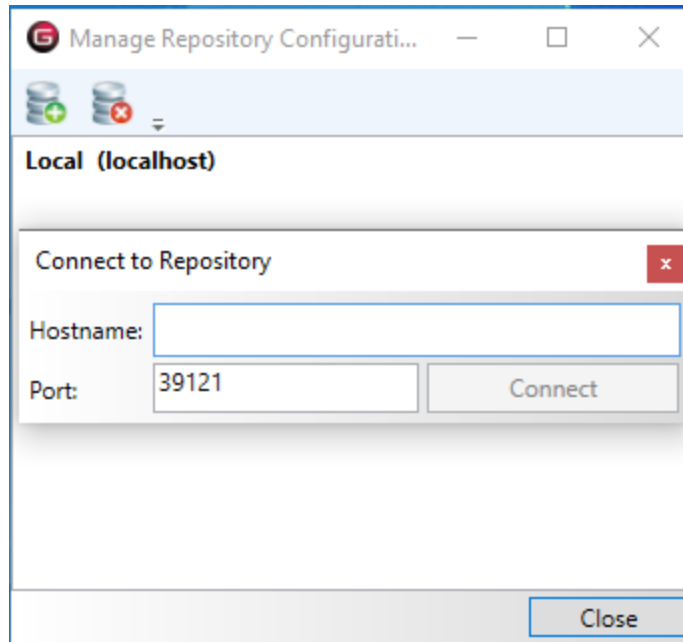 G Manage Repository Configurati...
Local (localhost)
Connect to Repository
x
Hostname:
Port: 39121 Connect
Close